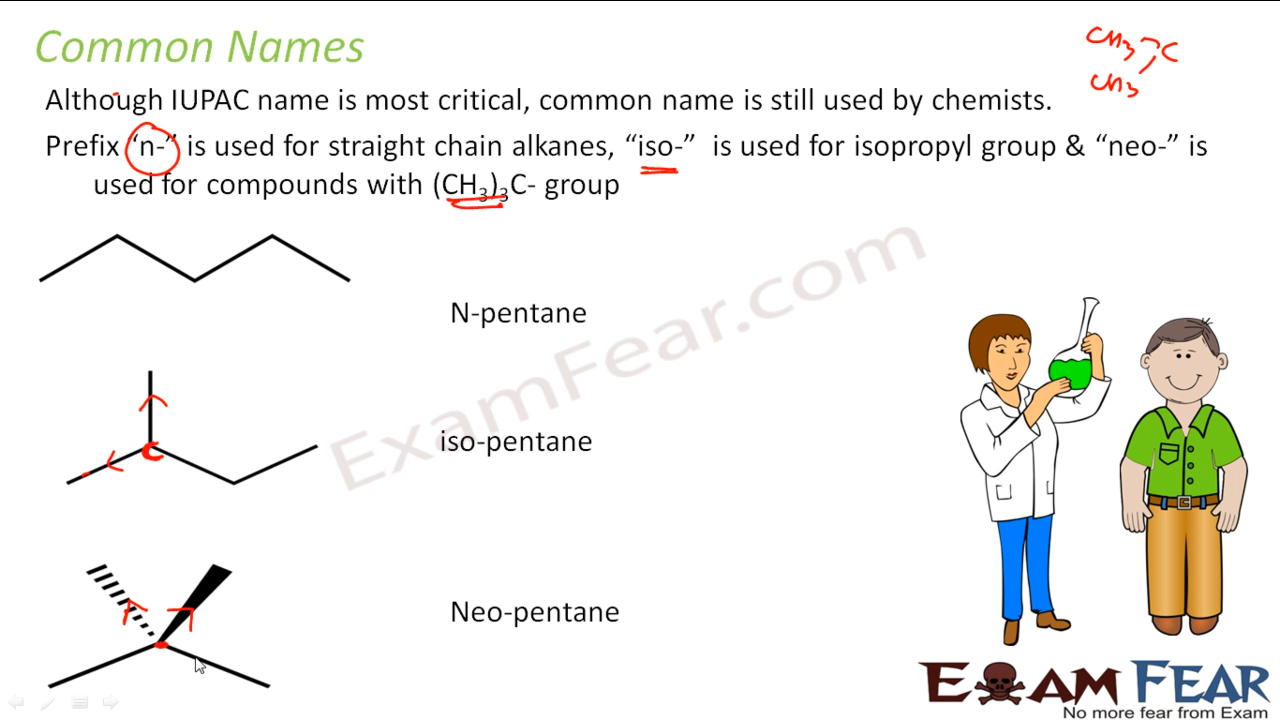 Common Names
CH3
C
CH3
Although IUPAC name is most critical, common name is still used by chemists.
Prefix “n-” is used for straight chain alkanes, “iso-” is used for isopropyl group & “neo-” is
used for compounds with (CH₃)₃C- group
N-pentane
iso-pentane
C
Neo-pentane
ExamFear.com
EXAM FEAR
No more fear from Exam